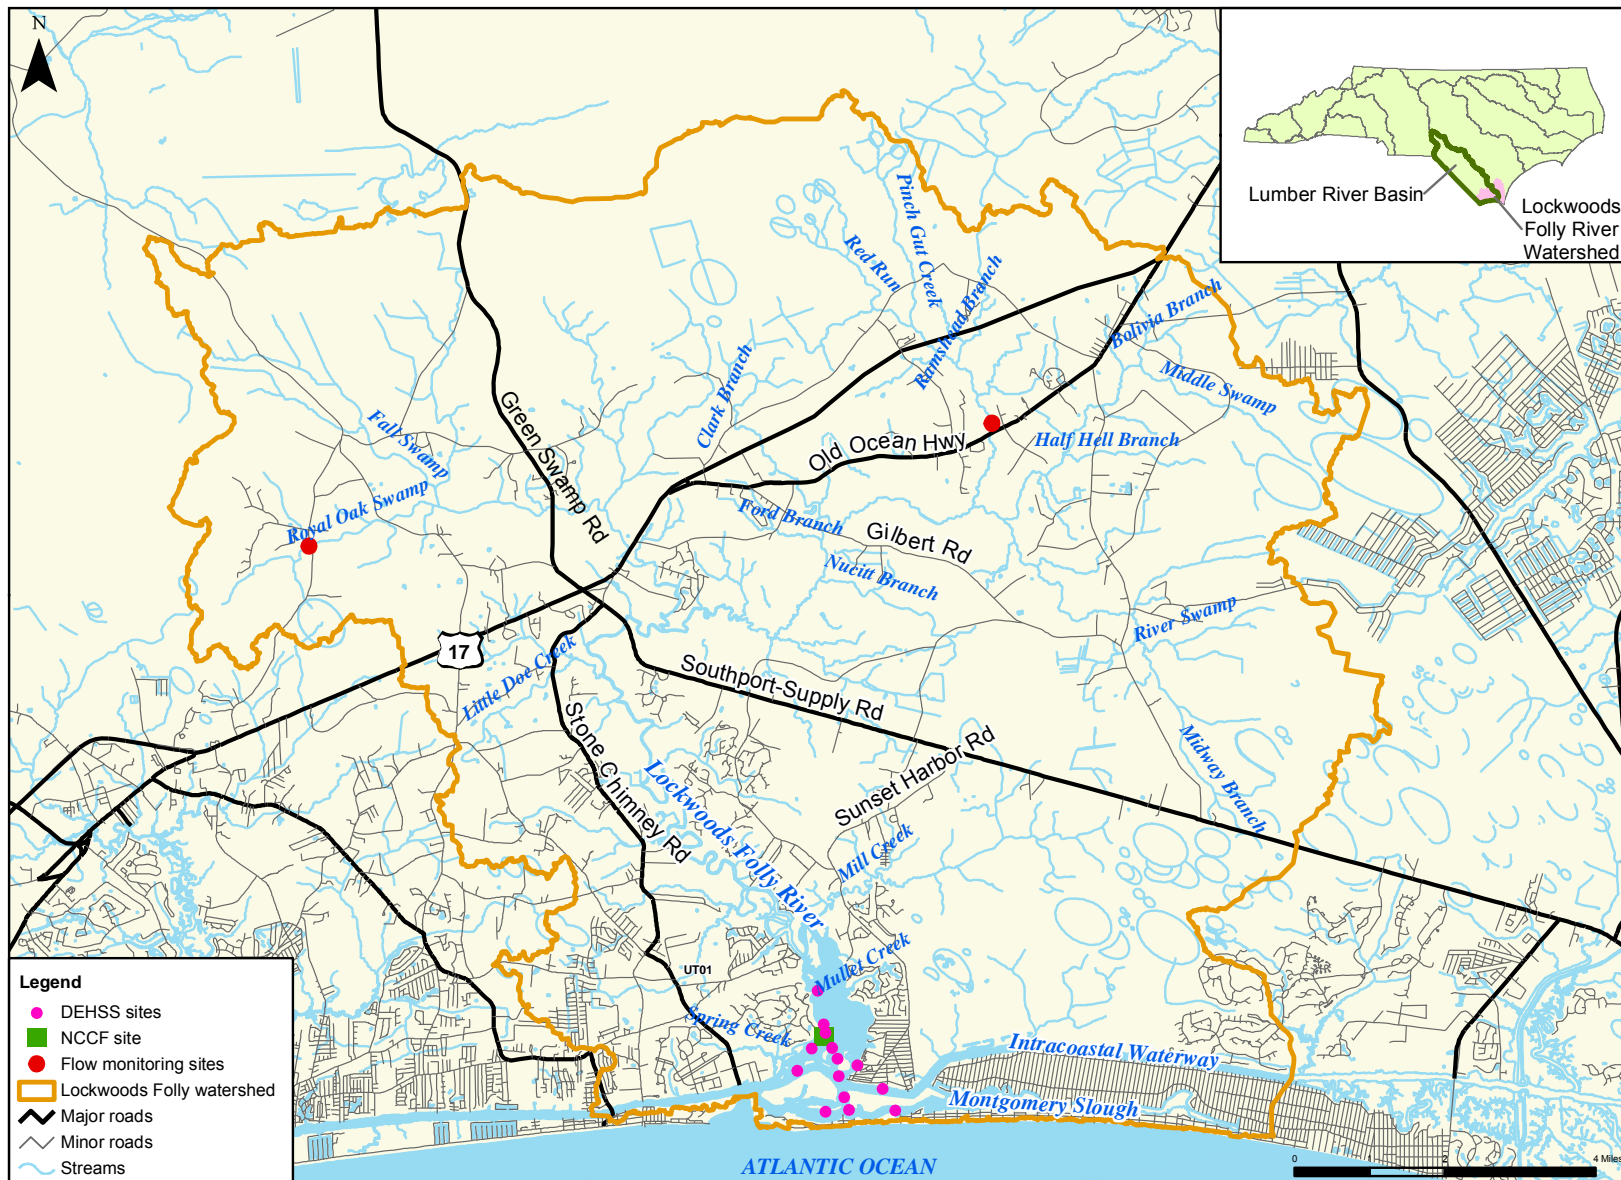 N
Lumber River Basin
Lockwoods
Folly River
Watershed
Pinch Gut Creek
Red Run
Ramshead Branch
Bolivia Branch
Middle Swamp
Clark Branch
Green Swamp Rd
Fall Swamp
Old Ocean Hwy
Half Hell Branch
Royal Oak Swamp
Ford Branch
Gilbert Rd
Nucitt Branch
River Swamp
17
Little Doe Creek
Southport-Supply Rd
Stone Chimney Rd
Sunset Harbor Rd
Midway Branch
Lockwoods Folly River
Mill Creek
Mullet Creek
UT01
Spring Creek
Intracoastal Waterway
Montgomery Slough
ATLANTIC OCEAN
Legend
DEHSS sites
NCCF site
Flow monitoring sites
Lockwoods Folly watershed
Major roads
Minor roads
Streams
0 1 2 4 Miles